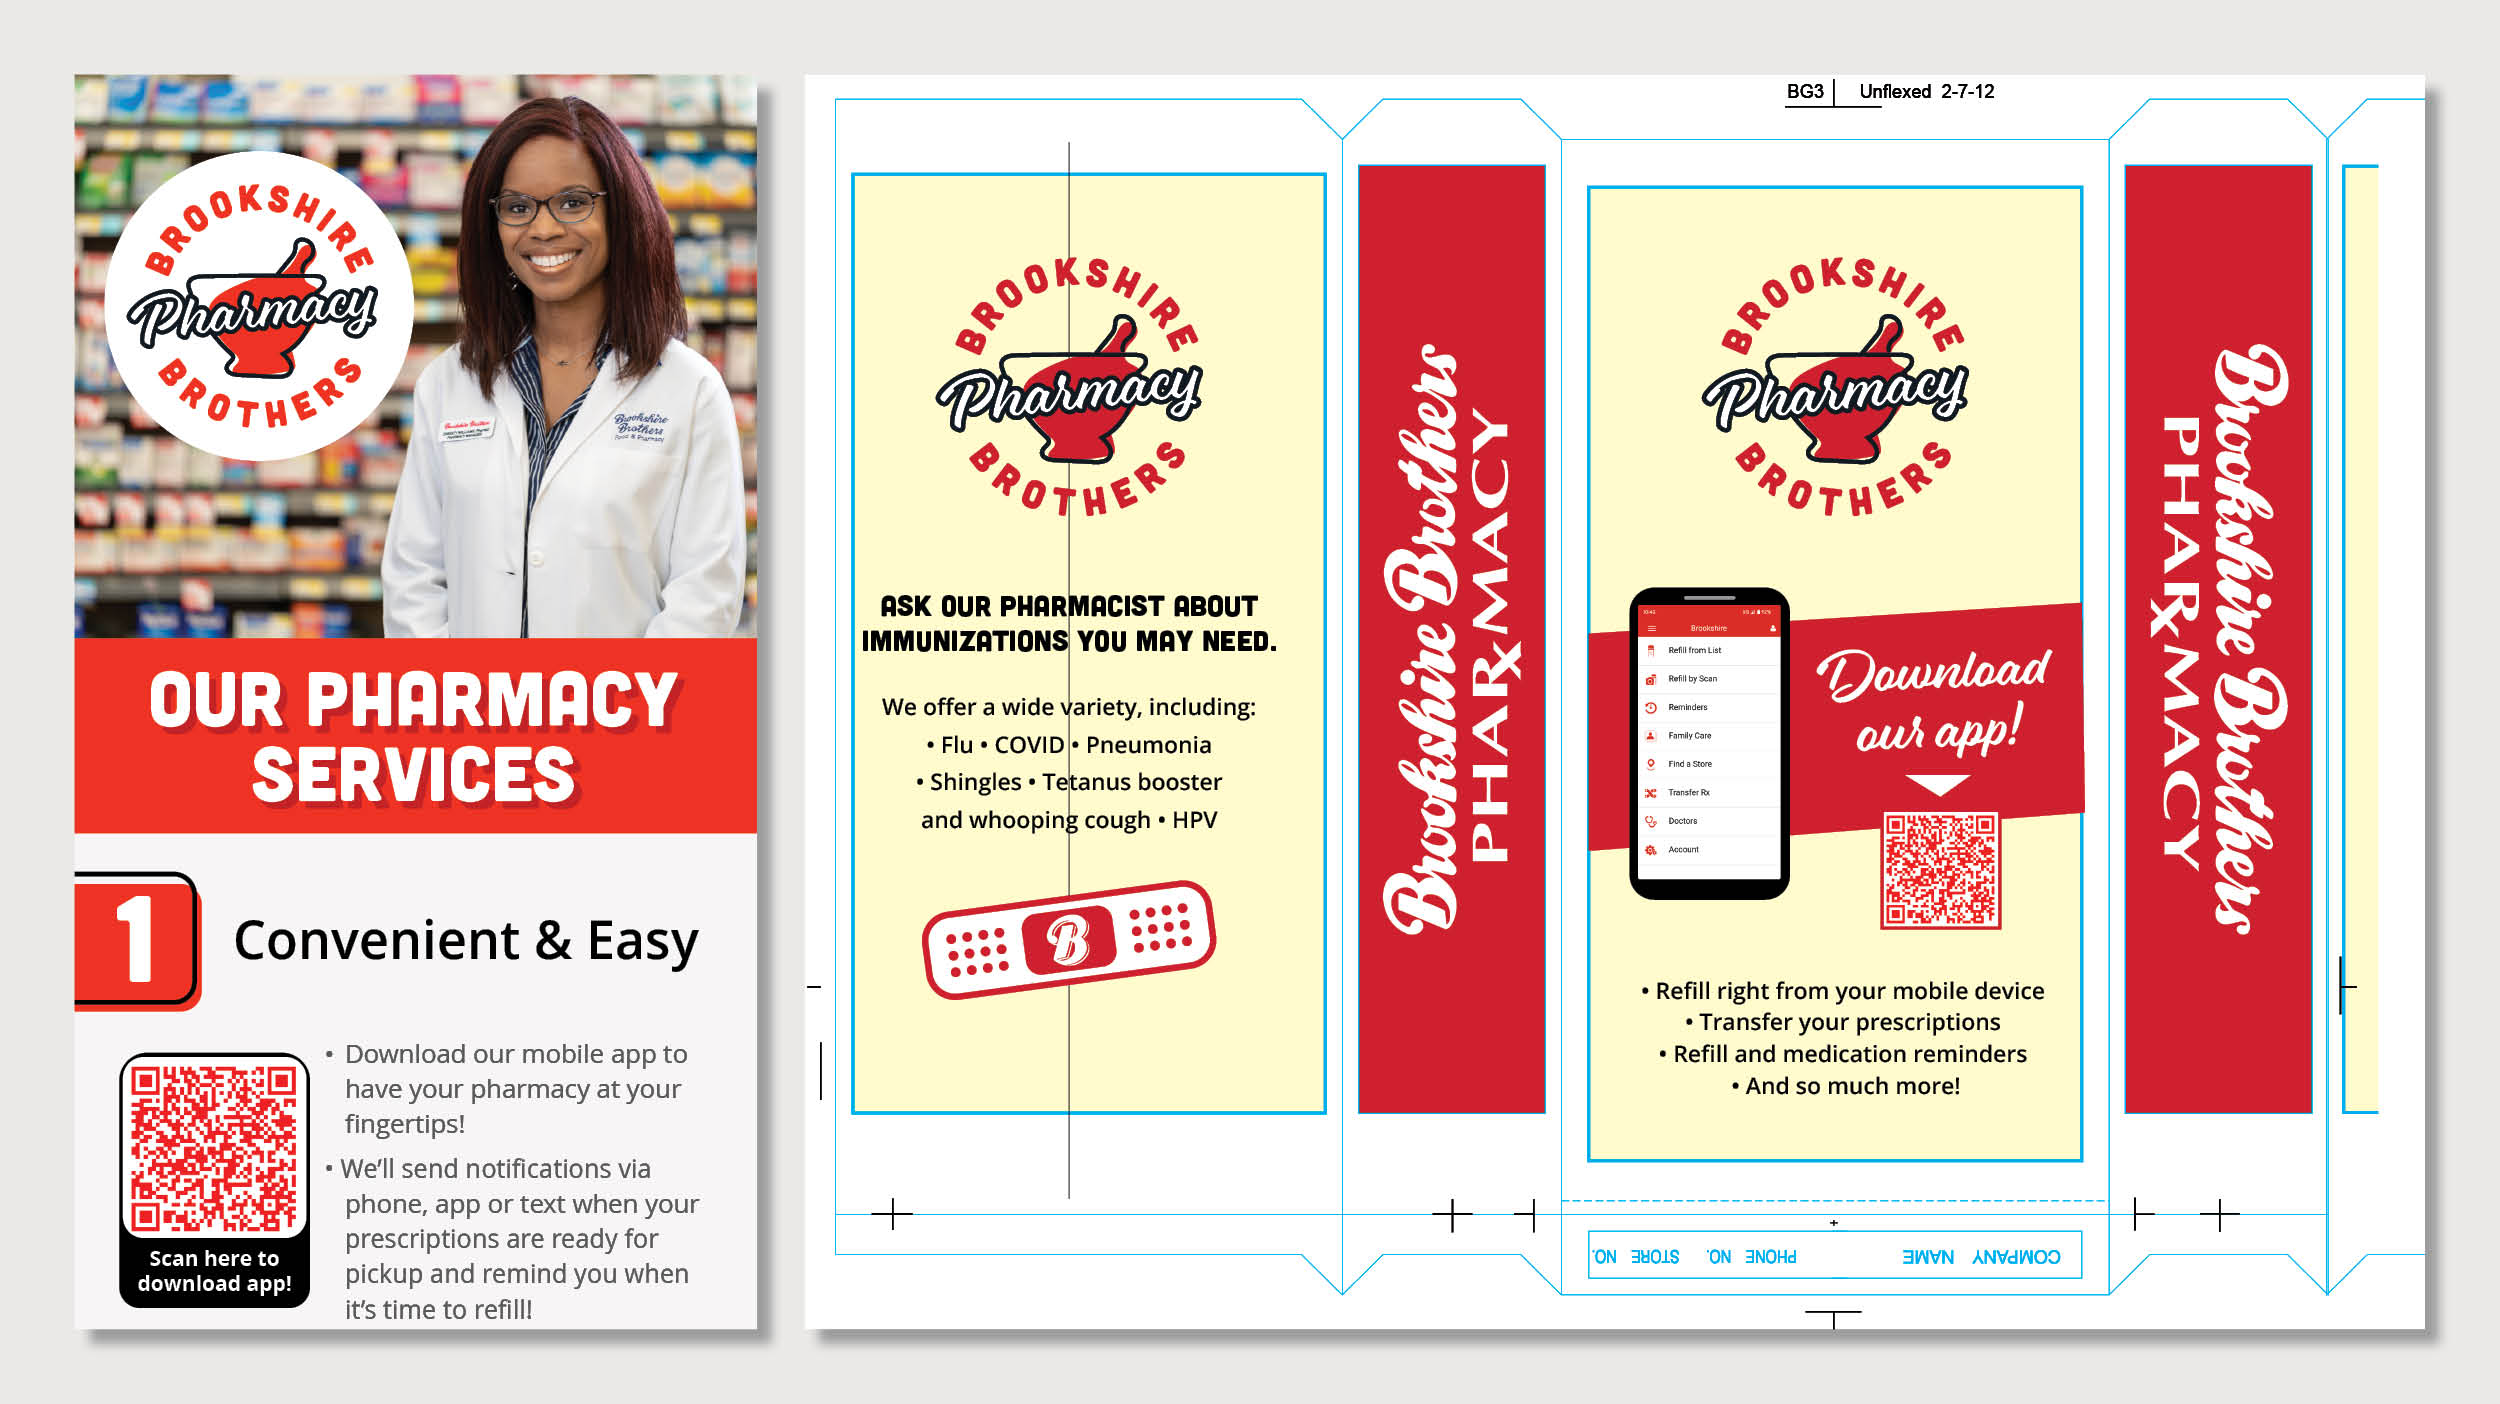 BROOKSHIRE
Pharmacy
BROTHERS
Brookshire
Brothers
Food & Pharmacy
OUR PHARMACY
SERVICES
1
Convenient & Easy
• Download our mobile app to
have your pharmacy at your
fingertips!
• We'll send notifications via
phone, app or text when your
prescriptions are ready for
pickup and remind you when
it's time to refill!
Scan here to
download app!
BG3 Unflexed 2-7-12
BROOKSHIRE
Pharmacy
BROTHERS
ASK OUR PHARMACIST ABOUT
IMMUNIZATIONS YOU MAY NEED.
We offer a wide variety, including:
• Flu • COVID • Pneumonia
• Shingles • Tetanus booster
and whooping cough • HPV
B
Brookshire Brothers
PHARMACY
BROOKSHIRE
Pharmacy
BROTHERS
Brookshire
Refill from List
Refill by Scan
Reminders
Family Care
Find a Store
Transfer Rx
Doctors
Account
Download
our app!
• Refill right from your mobile device
• Transfer your prescriptions
• Refill and medication reminders
• And so much more!
COMPANY NAME PHONE NO. STORE NO.
Brookshire Brothers
PHARMACY